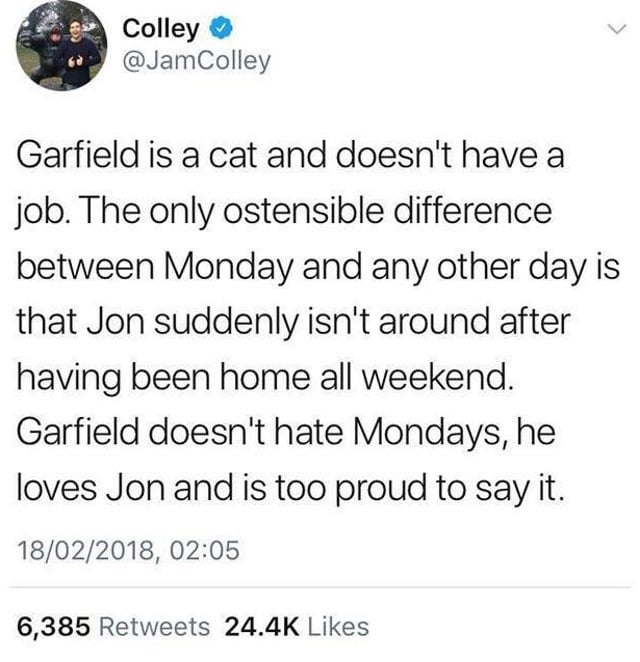 Colley
@JamColley
Garfield is a cat and doesn't have a
job. The only ostensible difference
between Monday and any other day is
that Jon suddenly isn't around after
having been home all weekend.
Garfield doesn't hate Mondays, he
loves Jon and is too proud to say it.
18/02/2018, 02:05
6,385 Retweets 24.4K Likes